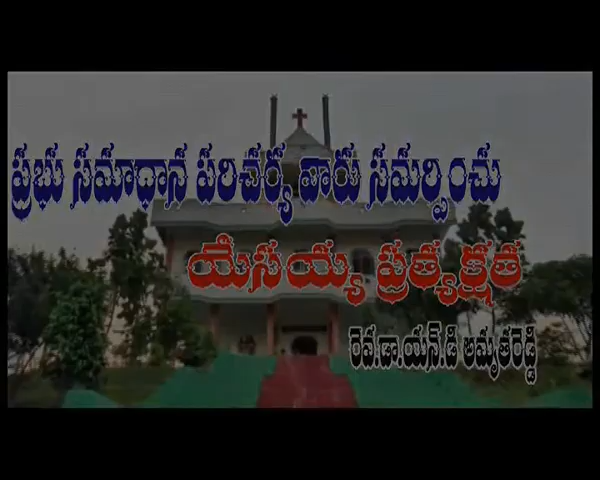 ప్రభు సమాధాన పరిచర్య వారు సమర్పించు
యేసయ్య ప్రత్యక్షత
రెవ.డా.యన్.డి అమృతరెడ్డి